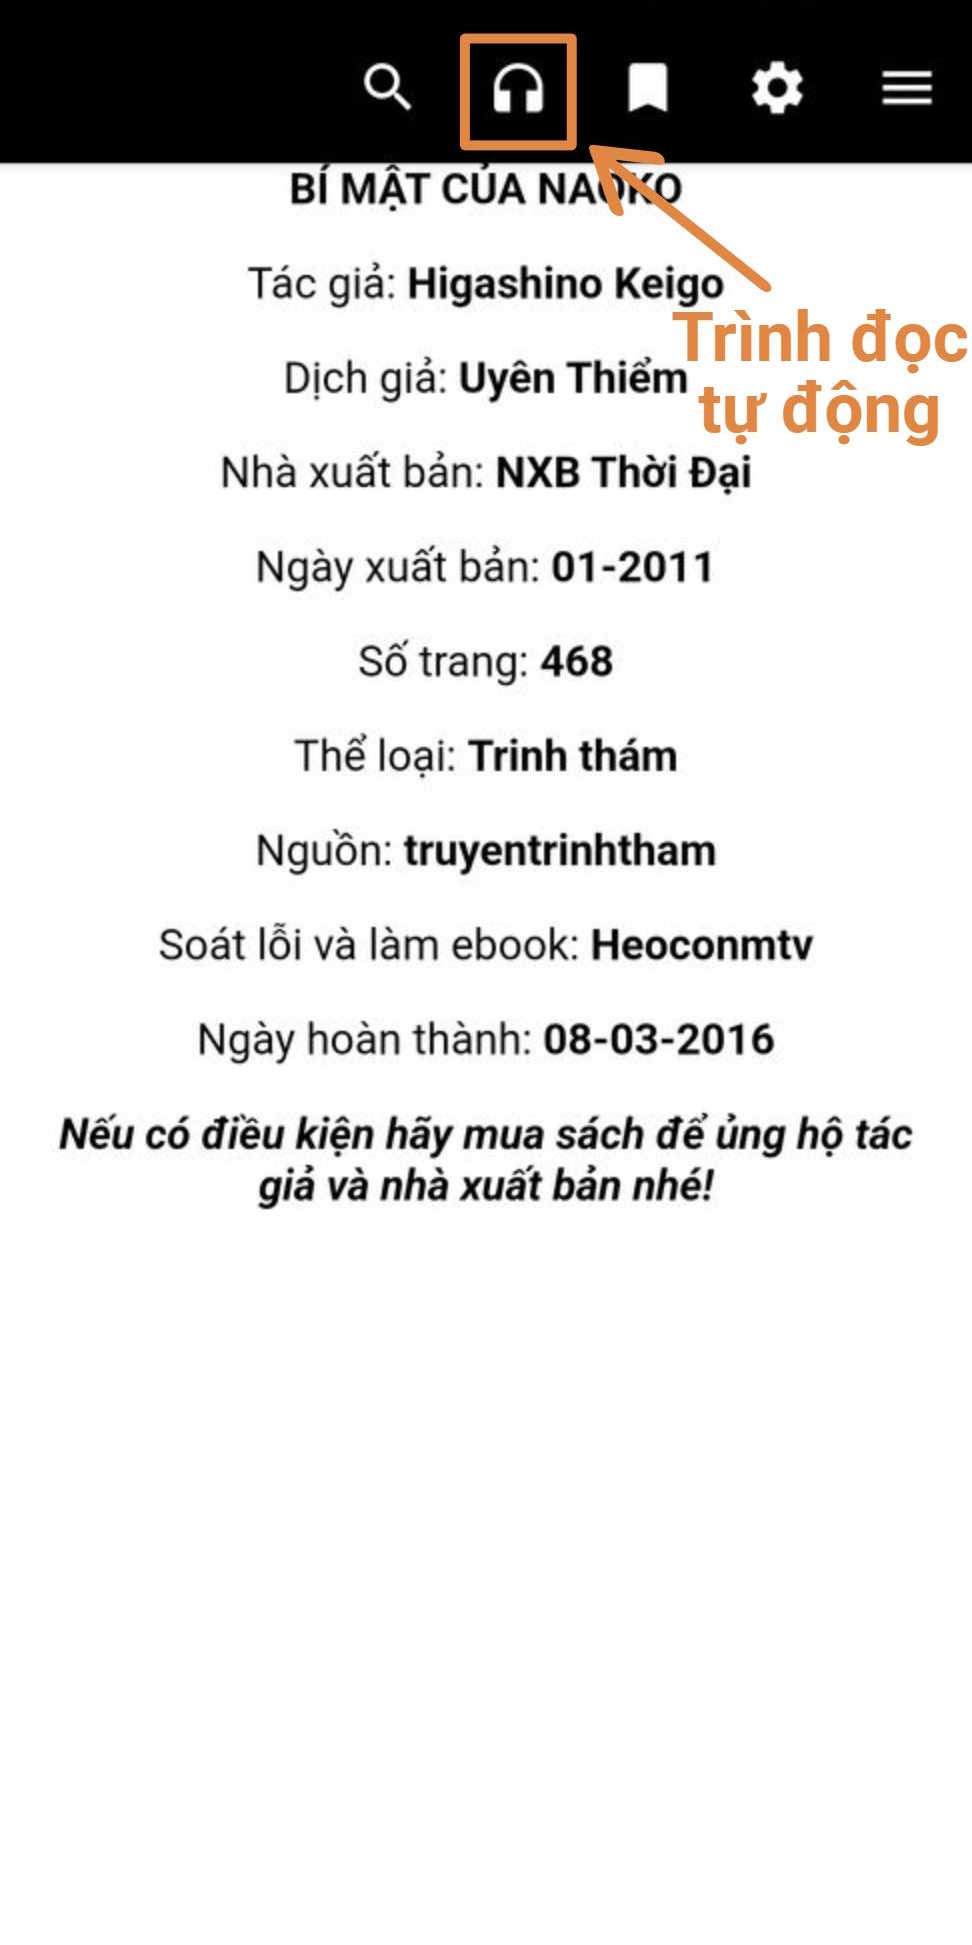 BÍ MẬT CỦA NAOKO
Tác giả: Higashino Keigo
Trình đọc
tự động
Dịch giả: Uyên Thiểm
Nhà xuất bản: NXB Thời Đại
Ngày xuất bản: 01-2011
Số trang: 468
Thể loại: Trinh thám
Nguồn: truyentrinhtham
Soát lỗi và làm ebook: Heoconmtv
Ngày hoàn thành: 08-03-2016
Nếu có điều kiện hãy mua sách để ủng hộ tác
giả và nhà xuất bản nhé!